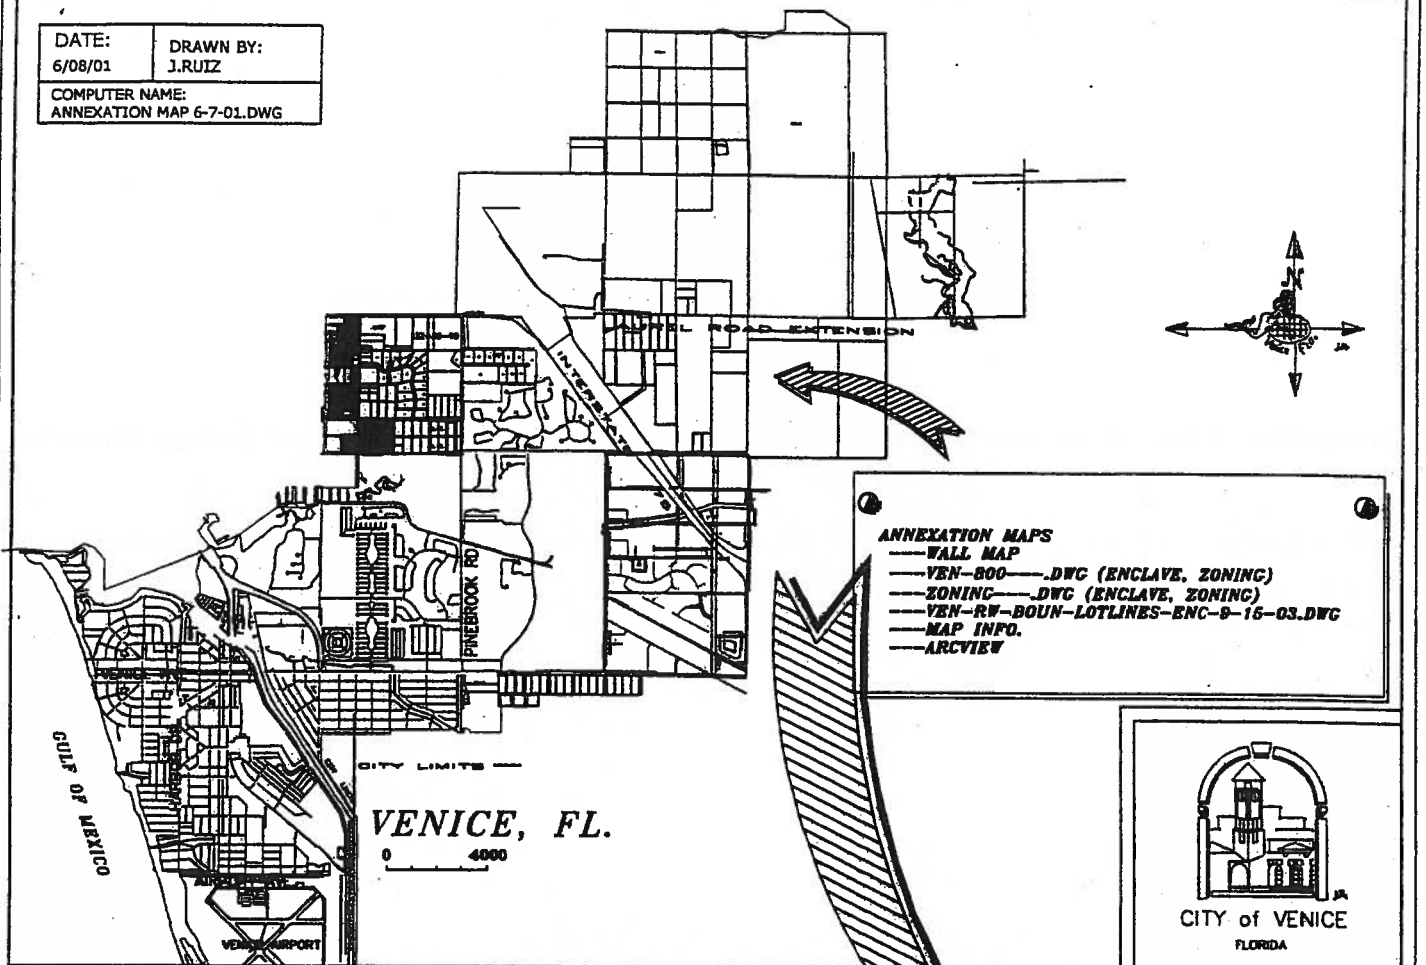 DATE:
6/08/01
DRAWN BY:
J.RUIZ
COMPUTER NAME:
ANNEXATION MAP 6-7-01.DWG
ROAD EXTENSION
INTERSTATE
75
PINEBROOK RD
ANNEXATION MAPS
----WALL MAP
----VEN-800----.DWG (ENCLAVE, ZONING)
----ZONING----.DWG (ENCLAVE, ZONING)
----VEN-RW-BOUN-LOTLINES-ENC-9-15-03.DWG
----MAP INFO.
----ARCVIEW
VENICE AVE
GULF OF MEXICO
CITY LIMITS
VENICE, FL.
0 4000
VENICE AIRPORT
CITY of VENICE
FLORIDA